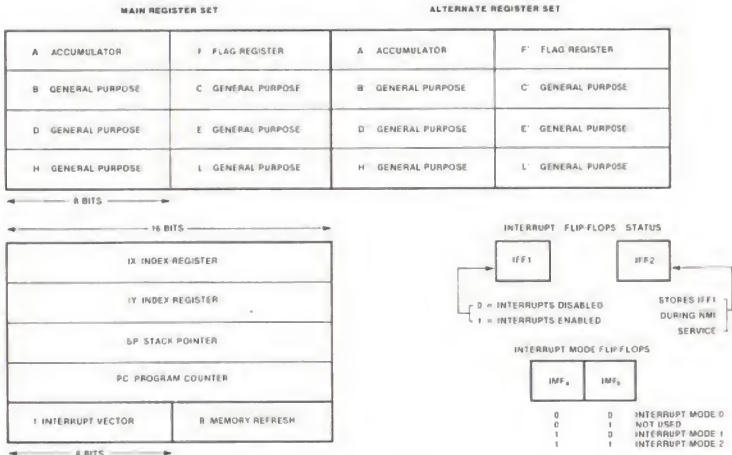 MAIN REGISTER SET
ALTERNATE REGISTER SET
A ACCUMULATOR
F FLAG REGISTER
A' ACCUMULATOR
F' FLAG REGISTER
B GENERAL PURPOSE
C GENERAL PURPOSE
B' GENERAL PURPOSE
C' GENERAL PURPOSE
D GENERAL PURPOSE
E GENERAL PURPOSE
D' GENERAL PURPOSE
E' GENERAL PURPOSE
H GENERAL PURPOSE
L GENERAL PURPOSE
H' GENERAL PURPOSE
L' GENERAL PURPOSE
8 BITS
16 BITS
IX INDEX REGISTER
IY INDEX REGISTER
SP STACK POINTER
PC PROGRAM COUNTER
I INTERRUPT VECTOR
R MEMORY REFRESH
8 BITS
INTERRUPT FLIP-FLOPS STATUS
IFF1
IFF2
0 = INTERRUPTS DISABLED
1 = INTERRUPTS ENABLED
STORES IFF1
DURING NMI
SERVICE
INTERRUPT MODE FLIP-FLOPS
IMFa
IMFb
0 0 INTERRUPT MODE 0
0 1 NOT USED
1 0 INTERRUPT MODE 1
1 1 INTERRUPT MODE 2